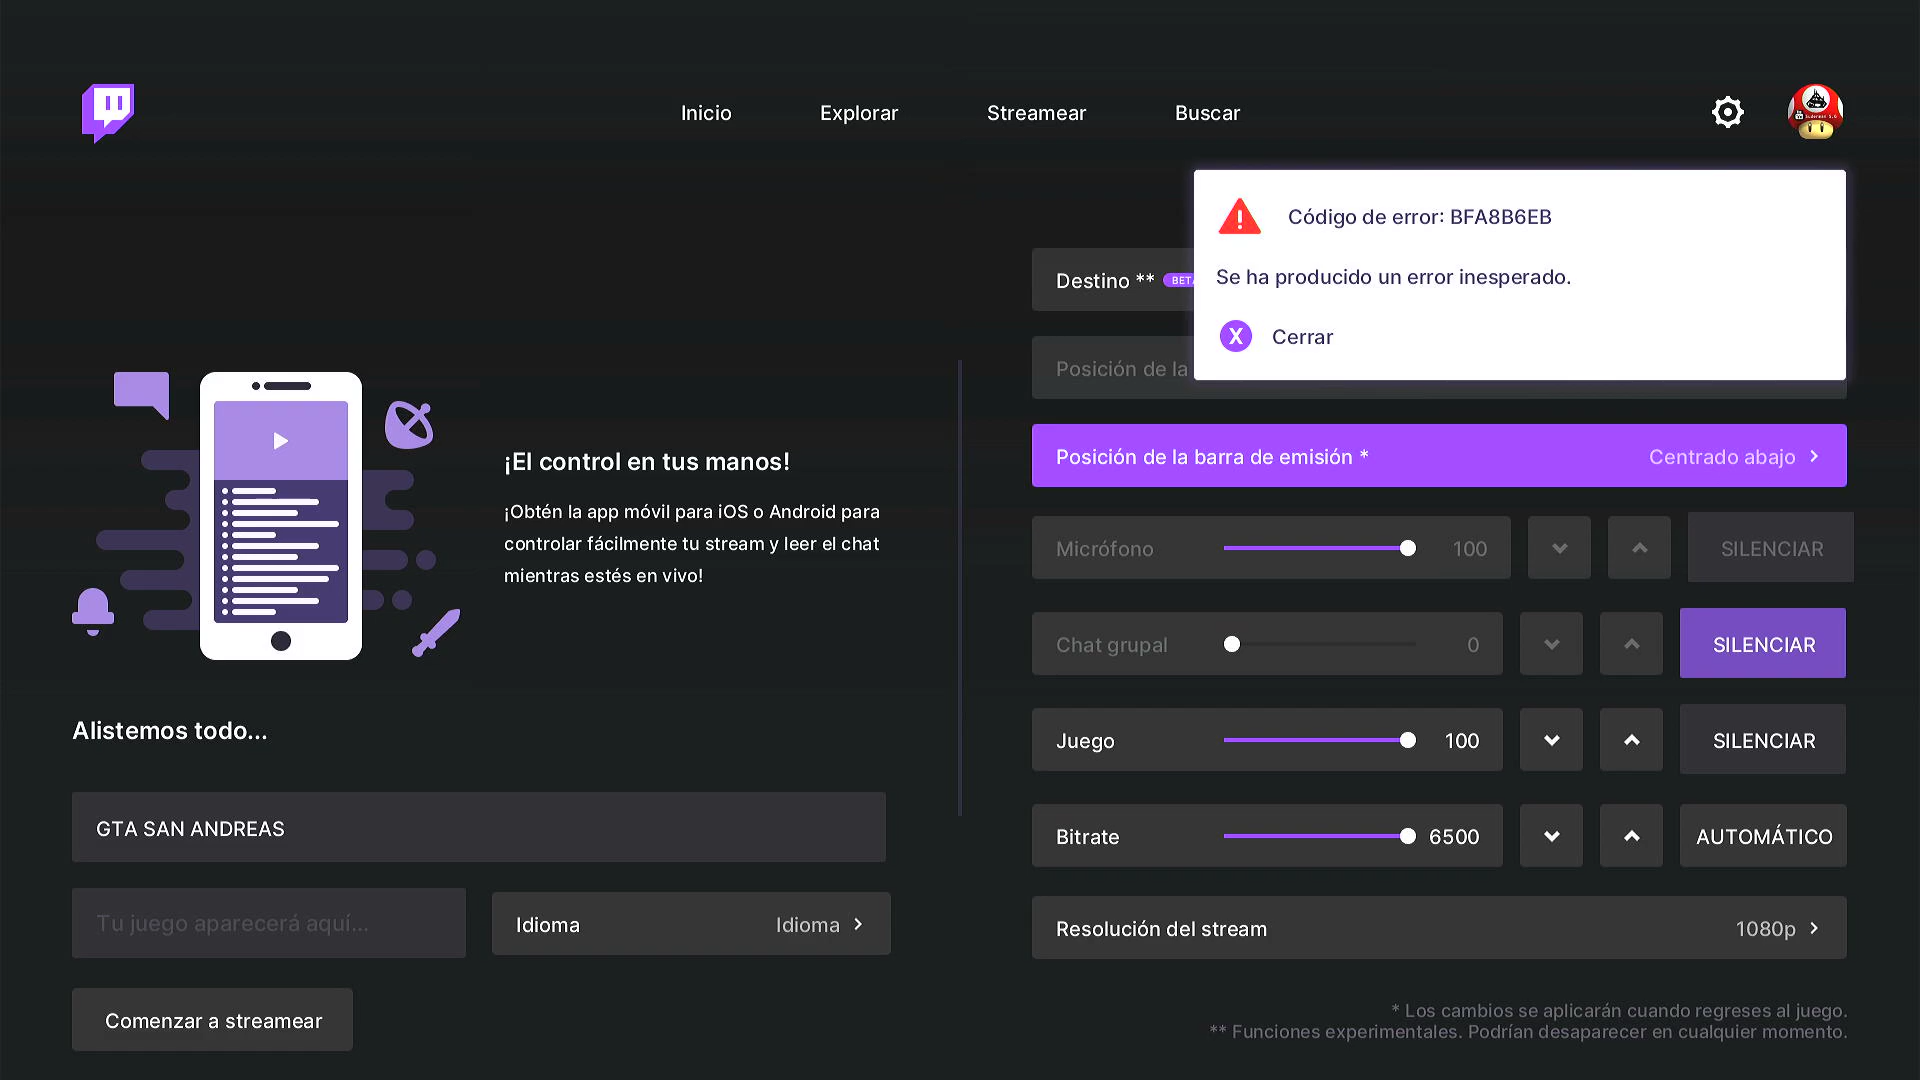 Inicio
Explorar
Streamear
Buscar
Código de error: BFA8B6EB
Se ha producido un error inesperado.
X Cerrar
Destino ** BETA
Posición de la
Posición de la barra de emisión * Centrado abajo
Micrófono 100 SILENCIAR
Chat grupal 0 SILENCIAR
Juego 100 SILENCIAR
Bitrate 6500 AUTOMÁTICO
Resolución del stream 1080p
* Los cambios se aplicarán cuando regreses al juego.
** Funciones experimentales. Podrían desaparecer en cualquier momento.
¡El control en tus manos!
¡Obtén la app móvil para iOS o Android para
controlar fácilmente tu stream y leer el chat
mientras estés en vivo!
Alistemos todo...
GTA SAN ANDREAS
Tu juego aparecerá aquí...
Idioma Idioma
Comenzar a streamear